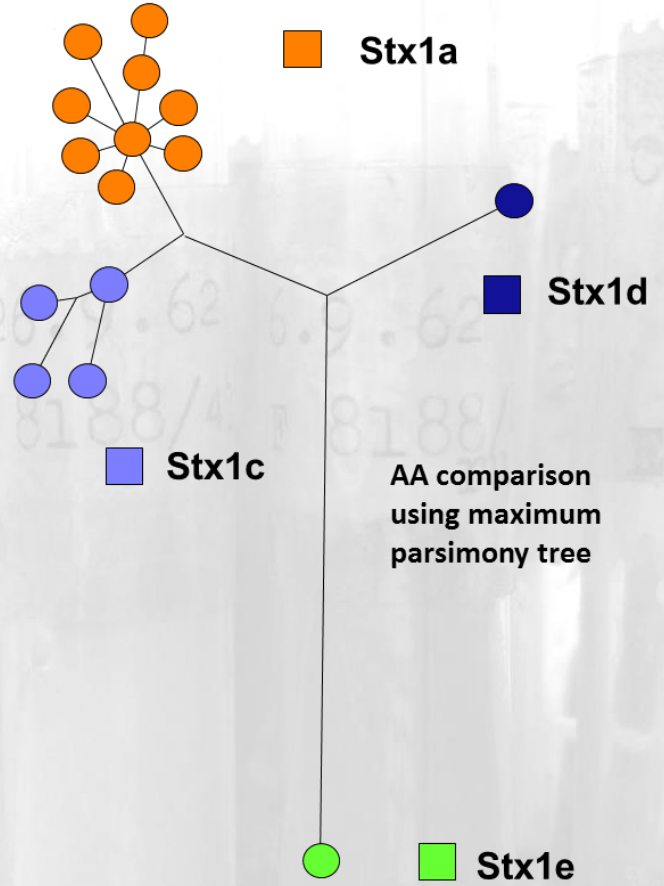 Stx1a
Stx1d
Stx1c
AA comparison
using maximum
parsimony tree
Stx1e